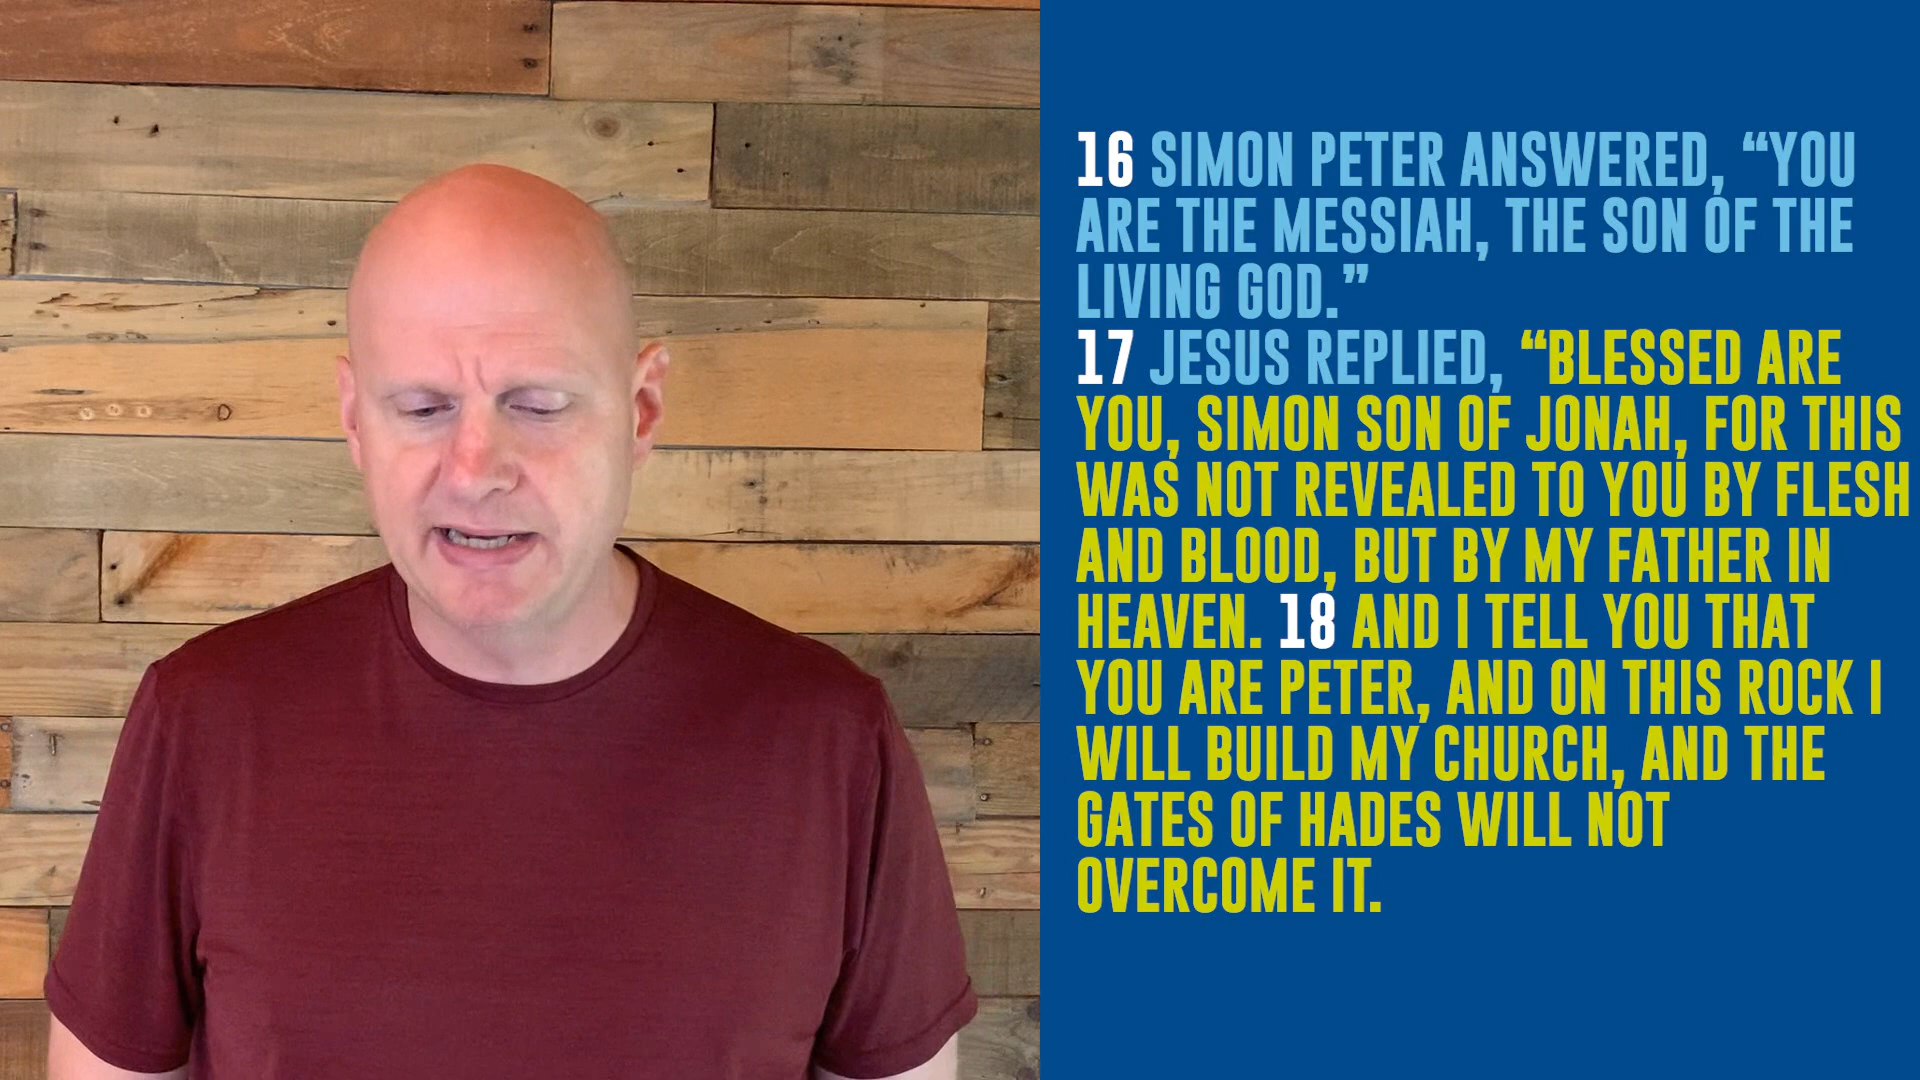 16 SIMON PETER ANSWERED, “YOU
ARE THE MESSIAH, THE SON OF THE
LIVING GOD.”
17 JESUS REPLIED, “BLESSED ARE
YOU, SIMON SON OF JONAH, FOR THIS
WAS NOT REVEALED TO YOU BY FLESH
AND BLOOD, BUT BY MY FATHER IN
HEAVEN. 18 AND I TELL YOU THAT
YOU ARE PETER, AND ON THIS ROCK I
WILL BUILD MY CHURCH, AND THE
GATES OF HADES WILL NOT
OVERCOME IT.